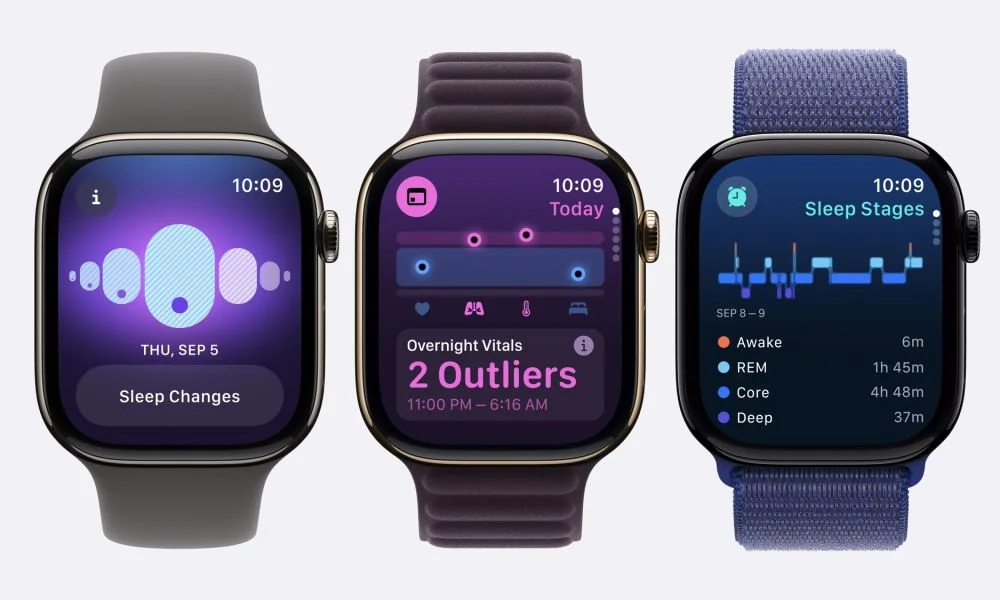 10:09
THU, SEP 5
Sleep Changes
10:09
Today
Overnight Vitals
2 Outliers
11:00 PM – 6:16 AM
10:09
Sleep Stages
SEP 8 – 9
Awake 6m
REM 1h 45m
Core 4h 48m
Deep 37m